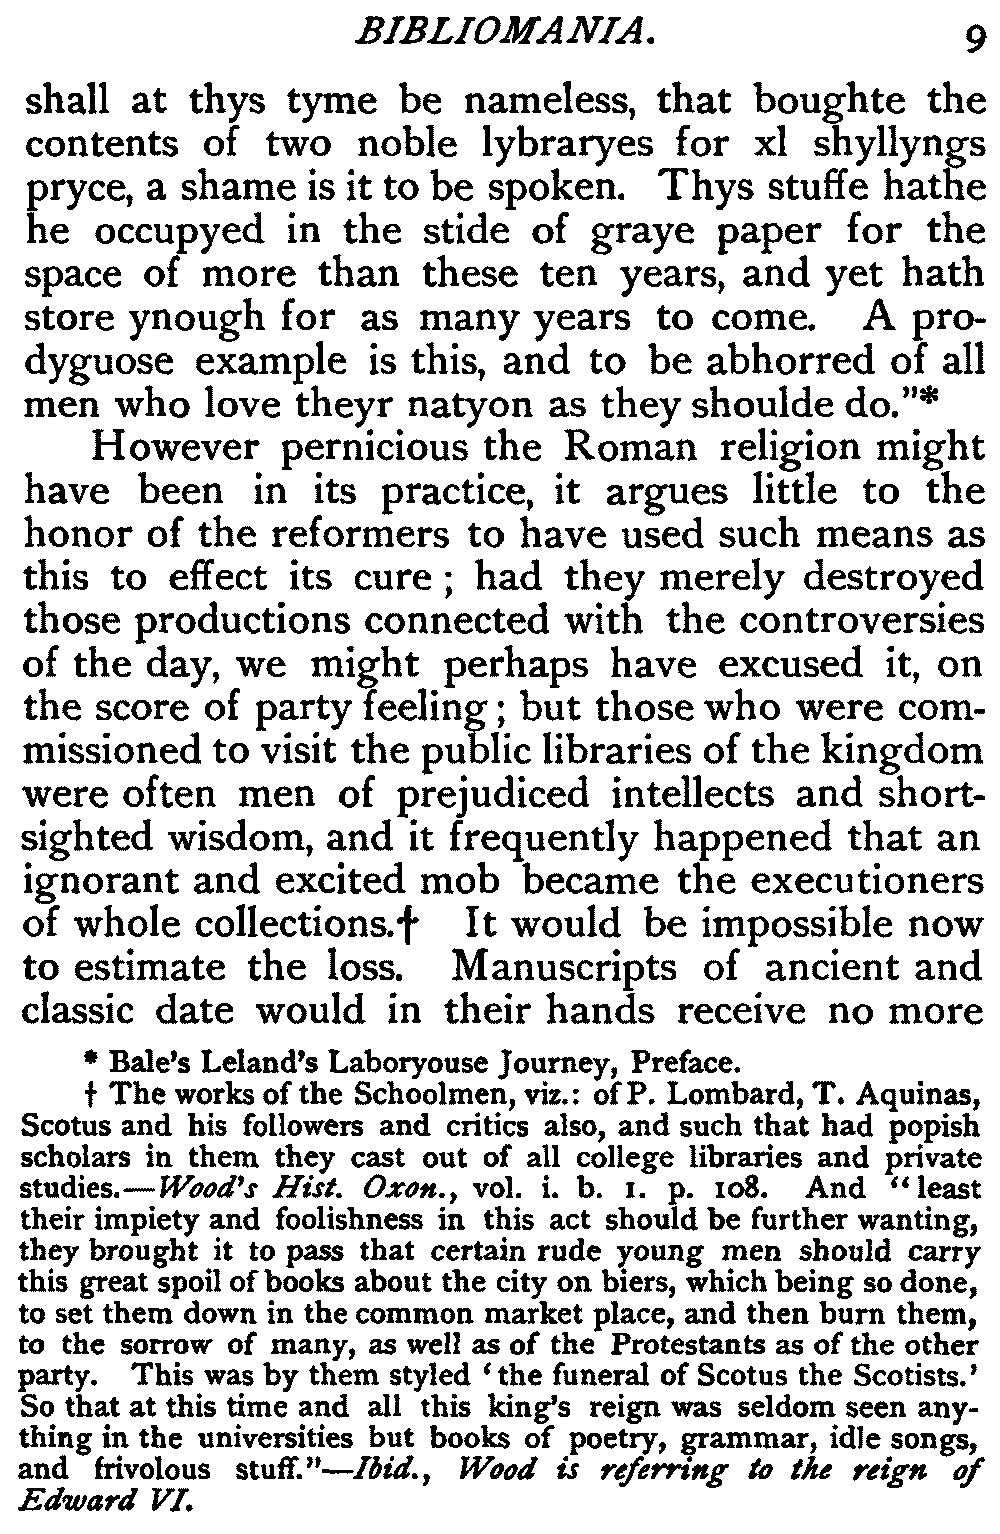 BIBLIOMANIA. 9
shall at thys tyme be nameless, that boughte the
contents of two noble lybraryes for xl shyllyngs
pryce, a shame is it to be spoken. Thys stuffe hathe
he occupyed in the stide of graye paper for the
space of more than these ten years, and yet hath
store ynough for as many years to come. A pro-
dyguose example is this, and to be abhorred of all
men who love theyr natyon as they shoulde do."*
However pernicious the Roman religion might
have been in its practice, it argues little to the
honor of the reformers to have used such means as
this to effect its cure; had they merely destroyed
those productions connected with the controversies
of the day, we might perhaps have excused it, on
the score of party feeling; but those who were com-
missioned to visit the public libraries of the kingdom
were often men of prejudiced intellects and short-
sighted wisdom, and it frequently happened that an
ignorant and excited mob became the executioners
of whole collections.† It would be impossible now
to estimate the loss. Manuscripts of ancient and
classic date would in their hands receive no more
* Bale's Leland's Laboryouse Journey, Preface.
† The works of the Schoolmen, viz.: of P. Lombard, T. Aquinas,
Scotus and his followers and critics also, and such that had popish
scholars in them they cast out of all college libraries and private
studies.—Wood's Hist. Oxon., vol. i. b. 1. p. 108. And "least
their impiety and foolishness in this act should be further wanting,
they brought it to pass that certain rude young men should carry
this great spoil of books about the city on biers, which being so done,
to set them down in the common market place, and then burn them,
to the sorrow of many, as well as of the Protestants as of the other
party. This was by them styled 'the funeral of Scotus the Scotists.'
So that at this time and all this king's reign was seldom seen any-
thing in the universities but books of poetry, grammar, idle songs,
and frivolous stuff."—Ibid., Wood is referring to the reign of
Edward VI.